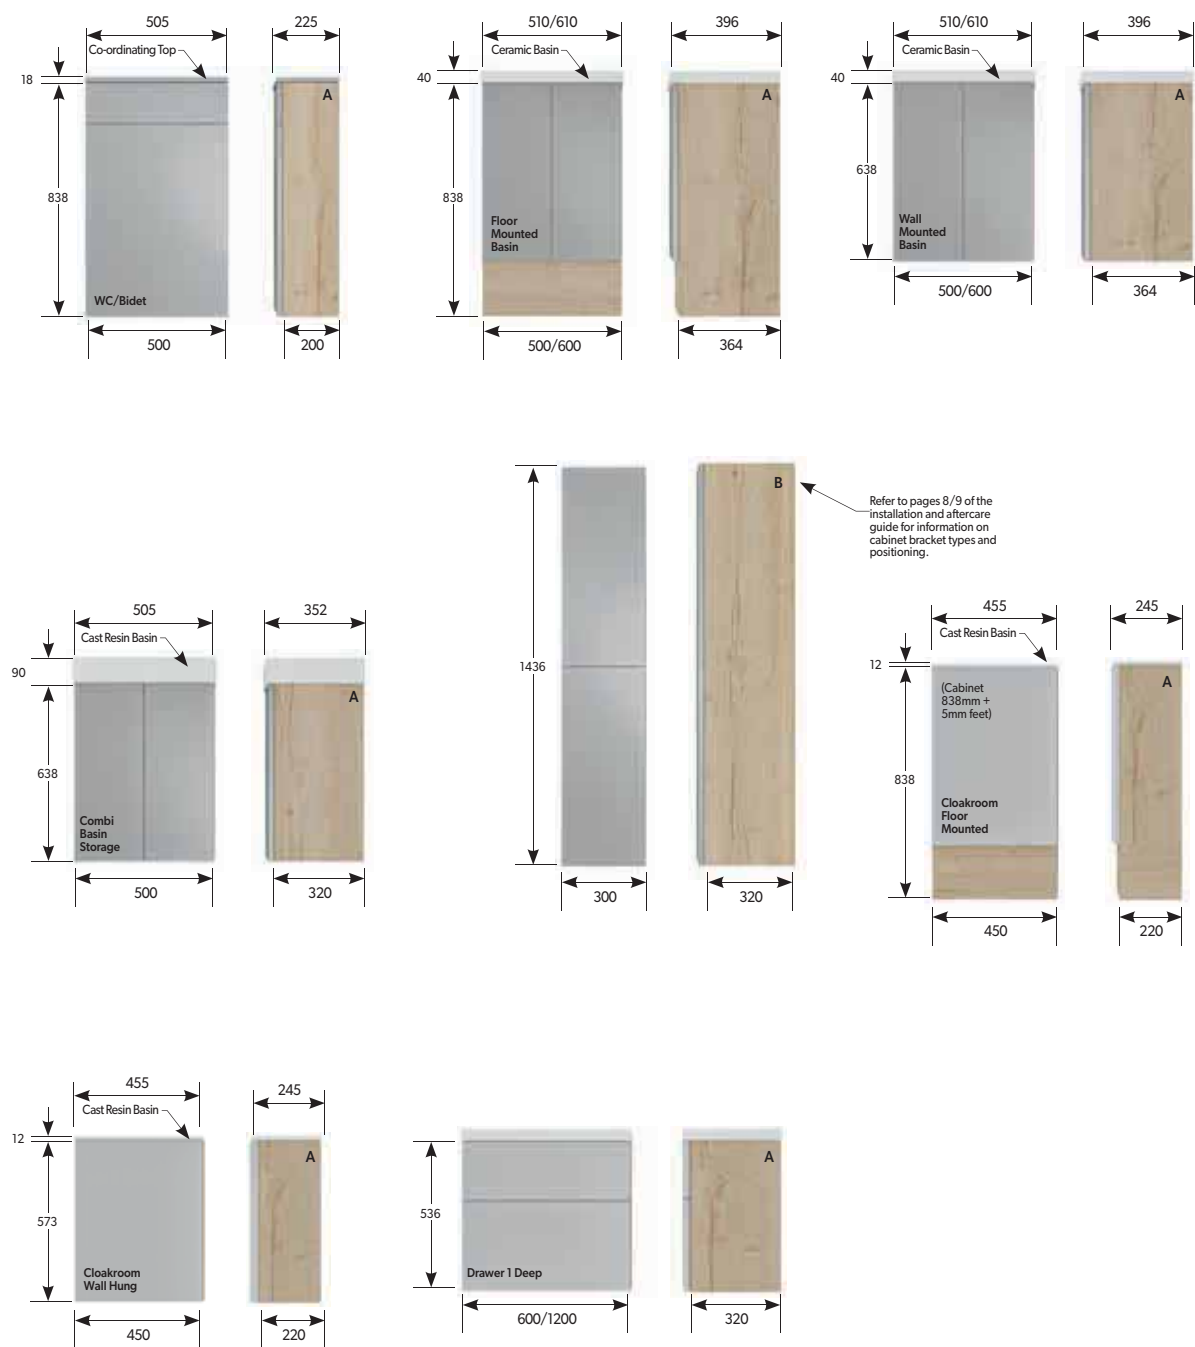 505
225
Co-ordinating Top
18
A
838
WC/Bidet
500
200
510/610
396
Ceramic Basin
40
A
838
Floor
Mounted
Basin
500/600
364
510/610
396
Ceramic Basin
40
A
638
Wall
Mounted
Basin
500/600
364
505
352
Cast Resin Basin
90
A
638
Combi
Basin
Storage
500
320
B
1436
300
320
Refer to pages 8/9 of the
installation and aftercare
guide for information on
cabinet bracket types and
positioning.
455
245
Cast Resin Basin
12
A
(Cabinet
838mm +
5mm feet)
838
Cloakroom
Floor
Mounted
450
220
455
245
Cast Resin Basin
12
A
573
Cloakroom
Wall Hung
450
220
A
536
Drawer 1 Deep
600/1200
320